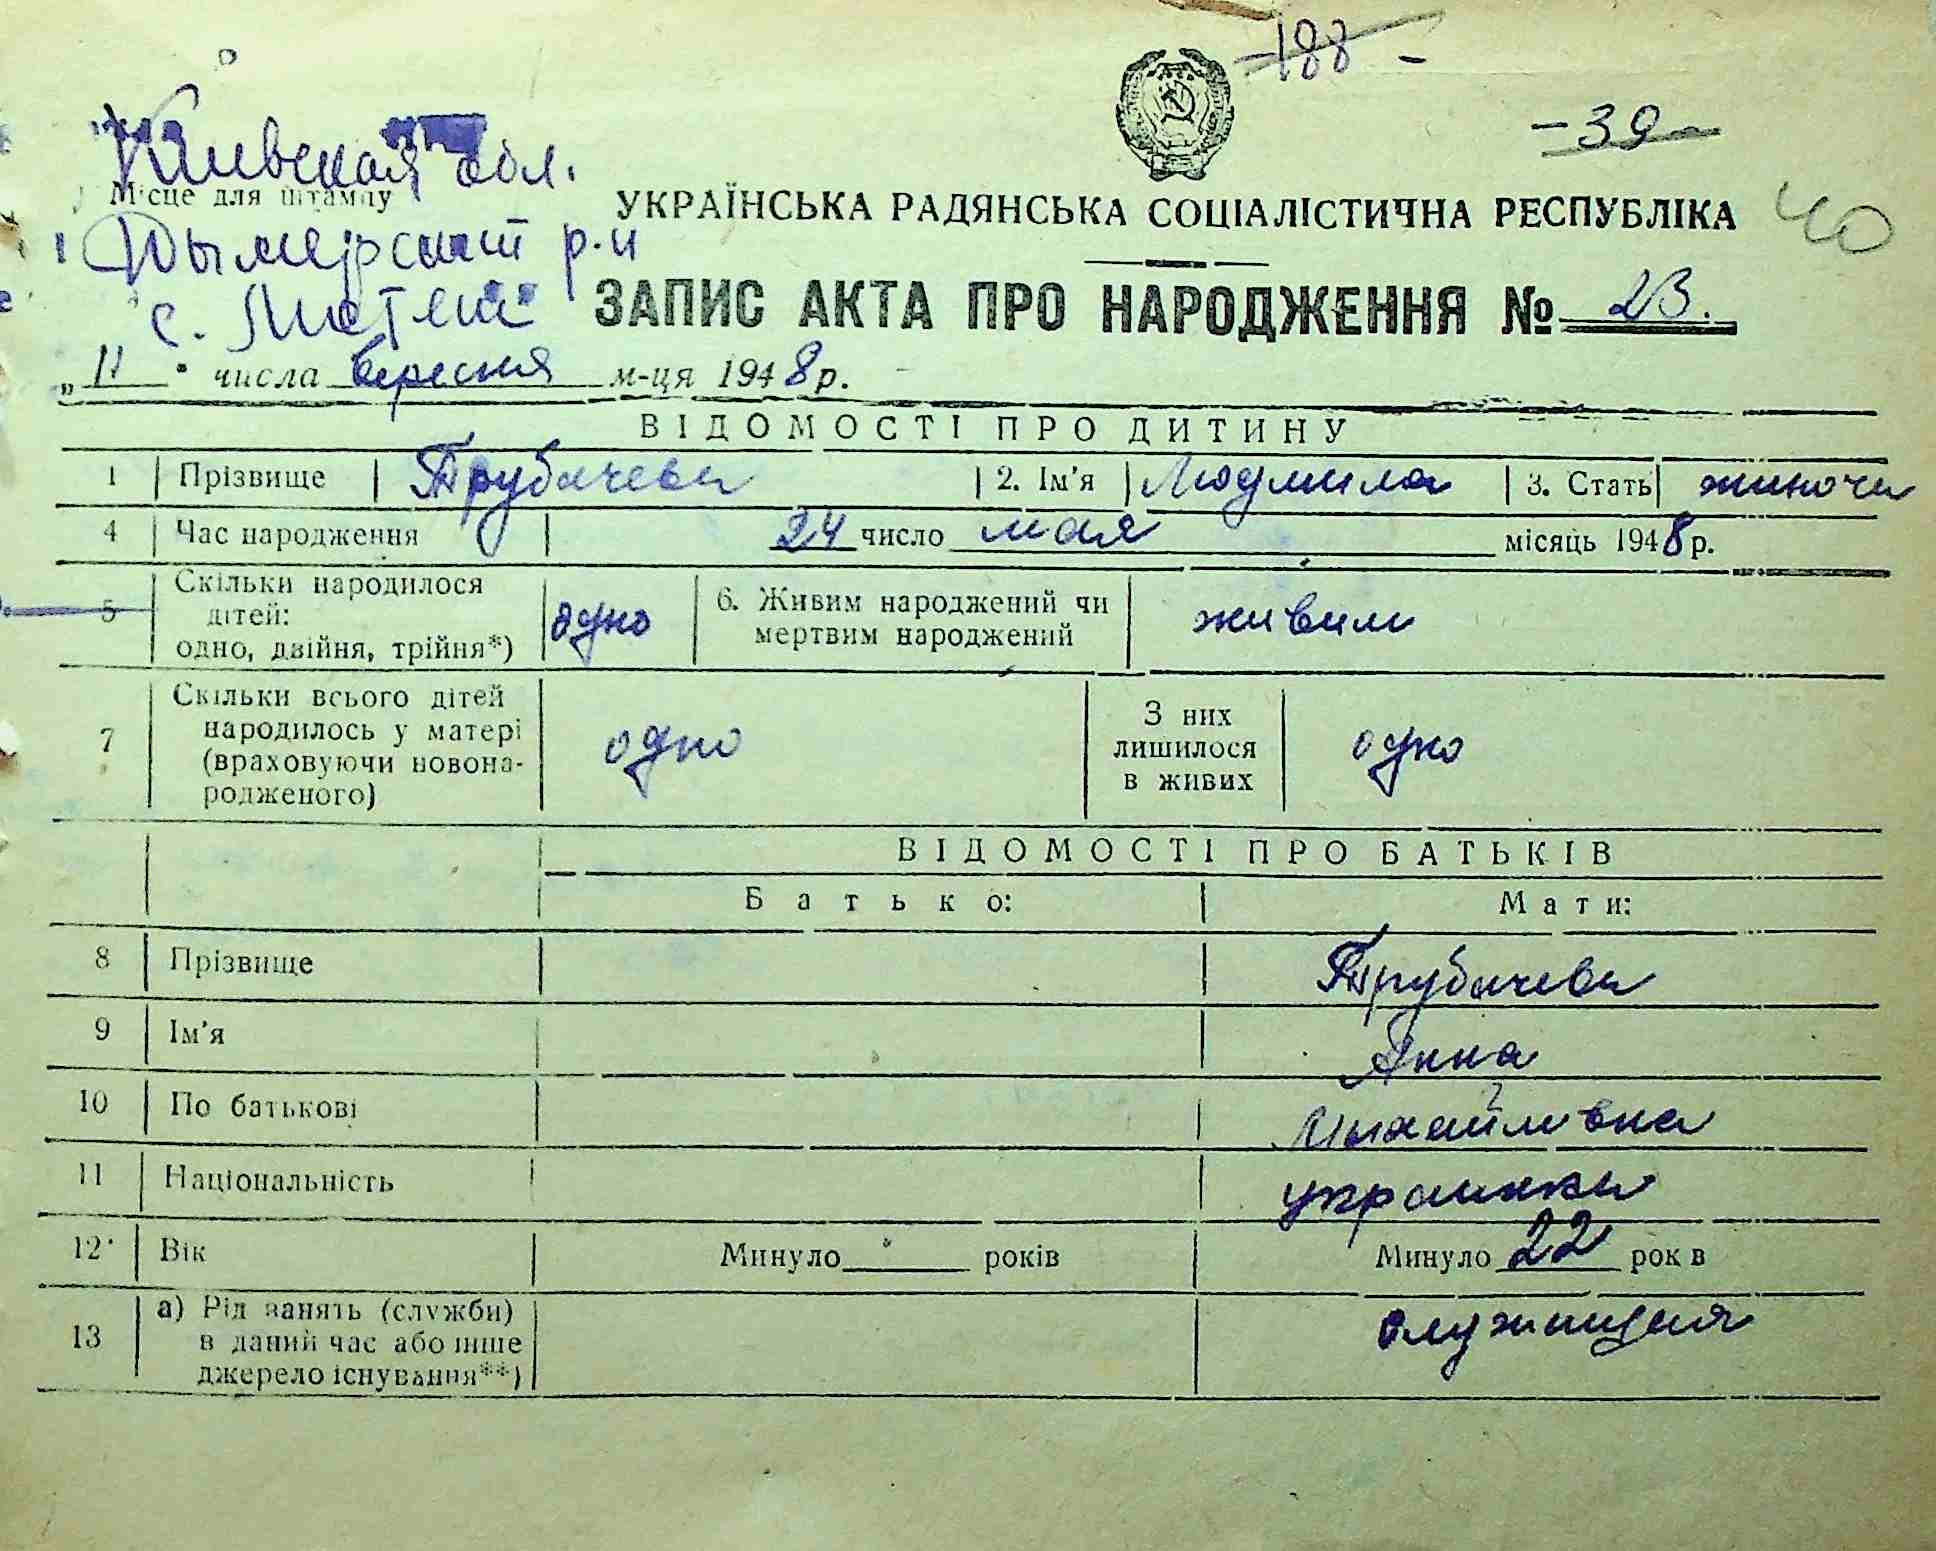 -188-
-39-
40
Киевская обл.
Місце для штампу
УКРАЇНСЬКА РАДЯНСЬКА СОЦІАЛІСТИЧНА РЕСПУБЛІКА
Дымерский р-н
с.
ЗАПИС АКТА ПРО НАРОДЖЕННЯ № 23.
„11" числа вересня м-ця 1948 р.
ВІДОМОСТІ ПРО ДИТИНУ
1 Прізвище Трубачева 2. Ім'я Людмила 3. Стать жиноча
4 Час народження 24 число мая місяць 1948 р.
5 Скільки народилося дітей: одно, двійня, трійня*) одно 6. Живим народжений чи мертвим народжений живим
7 Скільки всього дітей народилось у матері (враховуючи новонародженого) одно З них лишилося в живих одно
ВІДОМОСТІ ПРО БАТЬКІВ
Батько: Мати:
8 Прізвище Трубачева
9 Ім'я Анна
10 По батькові Михайливна
11 Національність украинка
12 Вік Минуло років Минуло 22 рок в
13 а) Рід занять (служби) в даний час або інше джерело існування**) служищая